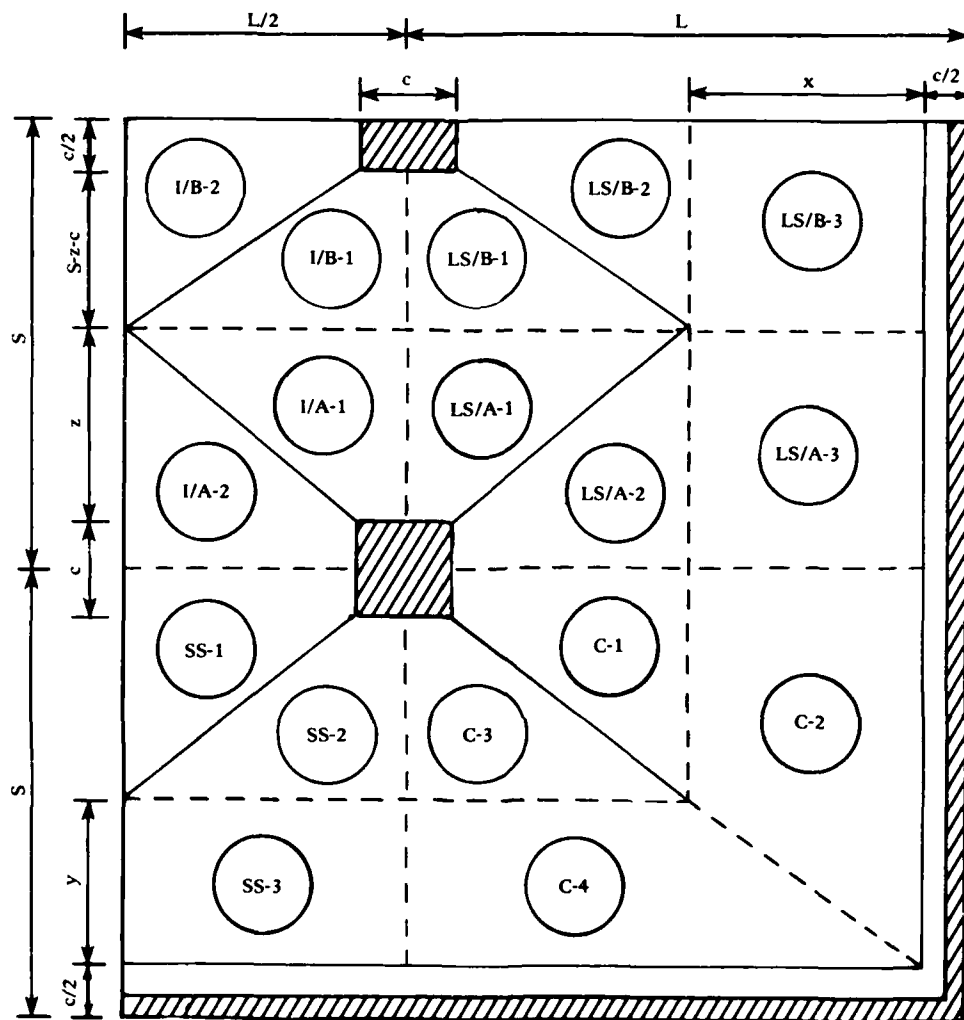 L/2
L
c
x
c/2
c/2
I/B-2
LS/B-2
LS/B-3
I/B-1
LS/B-1
S-z-c
S
z
I/A-1
LS/A-1
LS/A-3
I/A-2
LS/A-2
c
SS-1
C-1
SS-2
C-3
C-2
S
y
SS-3
C-4
c/2